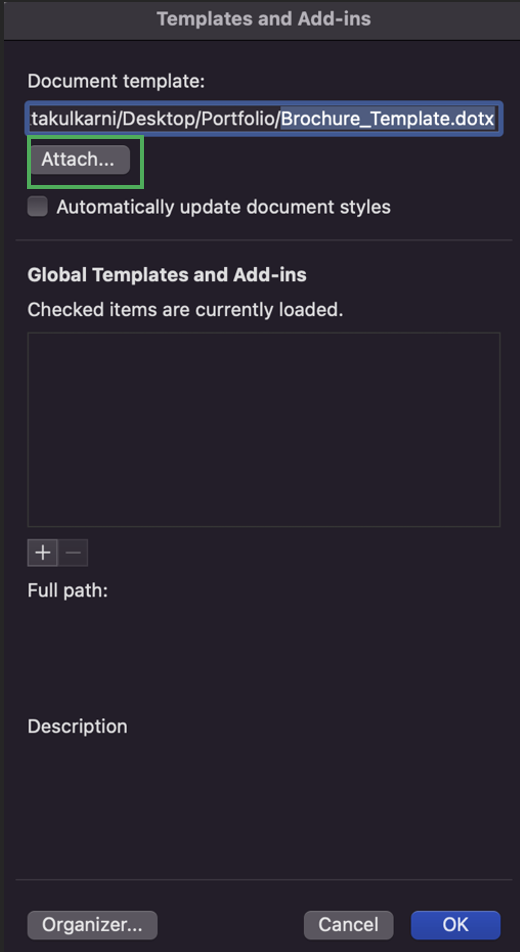 Templates and Add-ins
Document template:
takulkarni/Desktop/Portfolio/Brochure_Template.dotx
Attach...
Automatically update document styles
Global Templates and Add-ins
Checked items are currently loaded.
+ −
Full path:
Description
Organizer... Cancel OK